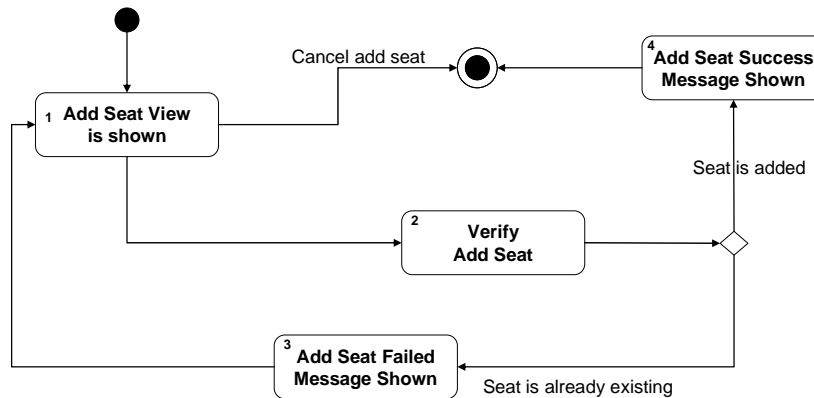 Cancel add seat
4
Add Seat Success
Message Shown
1
Add Seat View
is shown
Seat is added
2
Verify
Add Seat
3
Add Seat Failed
Message Shown
Seat is already existing